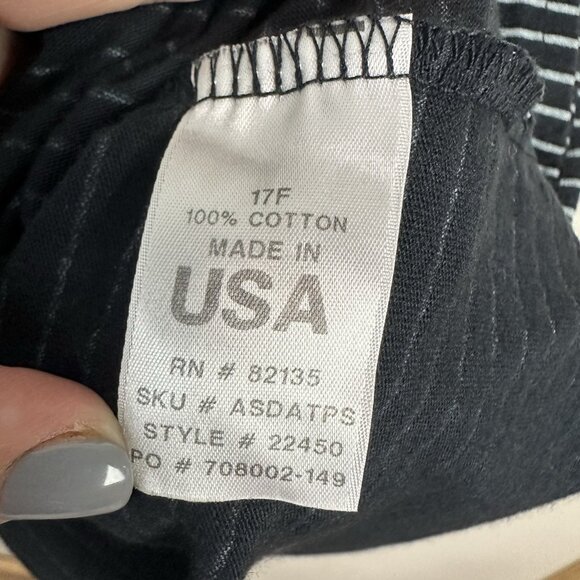 17F
100% COTTON
MADE IN
USA
RN # 82135
SKU # ASDATPS
STYLE # 22450
PO # 708002-149